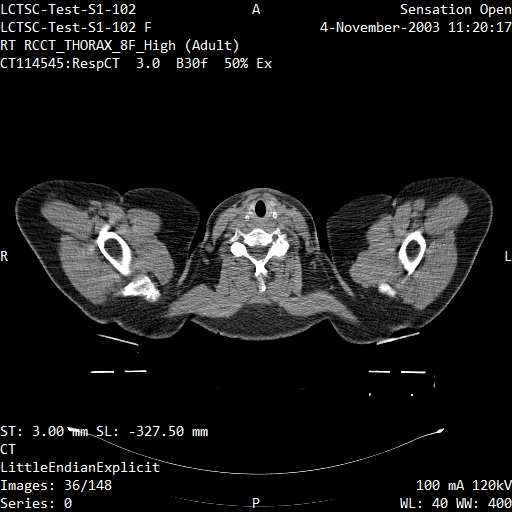 LCTSC-Test-S1-102 A Sensation Open
LCTSC-Test-S1-102 F 4-November-2003 11:20:17
RT RCCT_THORAX_8F_High (Adult)
CT114545:RespCT 3.0 B30f 50% Ex
R L
ST: 3.00 mm SL: -327.50 mm
CT
LittleEndianExplicit
Images: 36/148 100 mA 120kV
Series: 0 P WL: 40 WW: 400